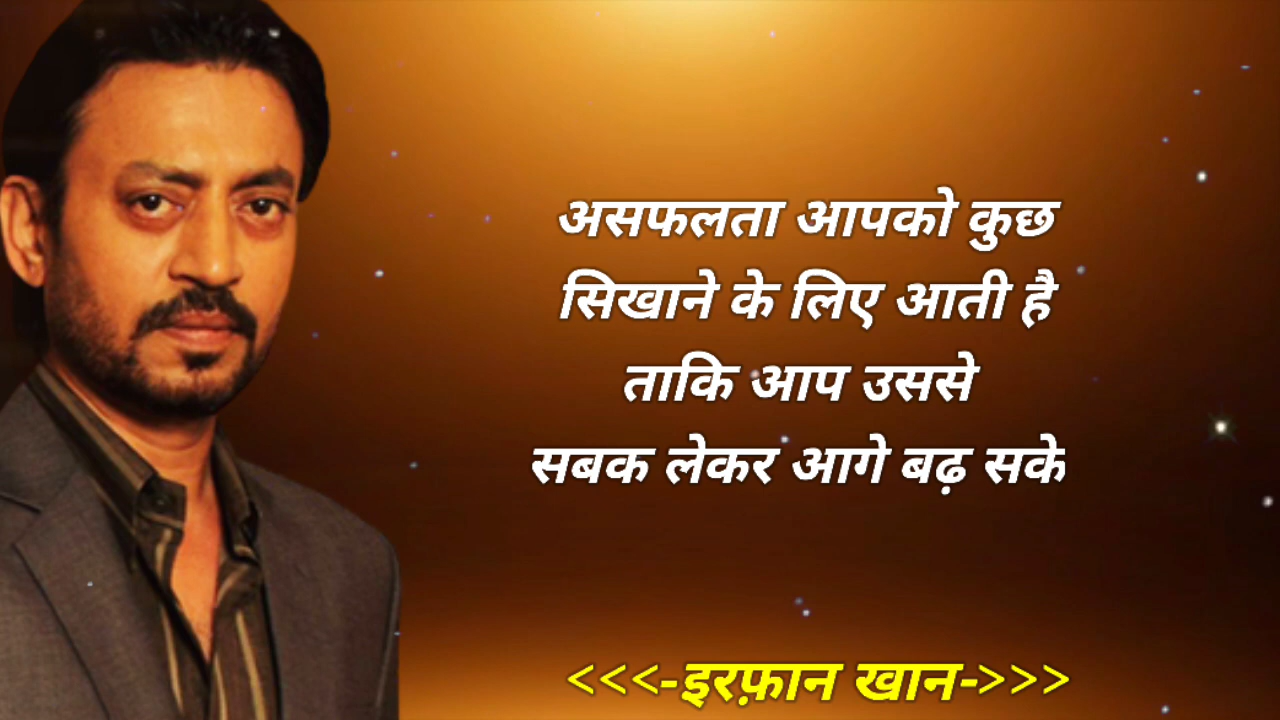 असफलता आपको कुछ
सिखाने के लिए आती है
ताकि आप उससे
सबक लेकर आगे बढ़ सके
<<<-इरफ़ान खान->>>